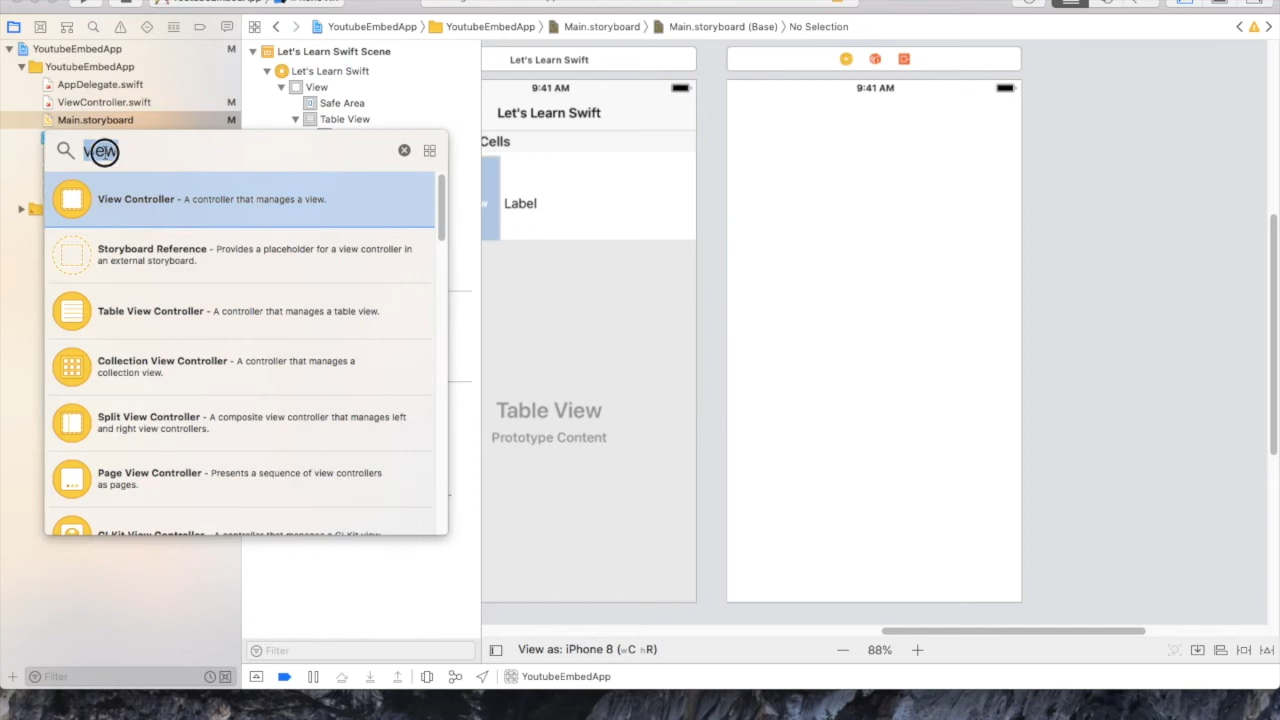 YoutubeEmbedApp
YoutubeEmbedApp
Main.storyboard
Main.storyboard (Base)
No Selection
YoutubeEmbedApp
M
YoutubeEmbedApp
AppDelegate.swift
ViewController.swift
M
Main.storyboard
M
Let's Learn Swift Scene
Let's Learn Swift
View
Safe Area
Table View
view
View Controller - A controller that manages a view.
Storyboard Reference - Provides a placeholder for a view controller in
an external storyboard.
Table View Controller - A controller that manages a table view.
Collection View Controller - A controller that manages a
collection view.
Split View Controller - A composite view controller that manages left
and right view controllers.
Page View Controller - Presents a sequence of view controllers
as pages.
Let's Learn Swift
9:41 AM
Let's Learn Swift
Cells
Label
Table View
Prototype Content
9:41 AM
Filter
Filter
View as: iPhone 8 (wC hR)
88%
YoutubeEmbedApp